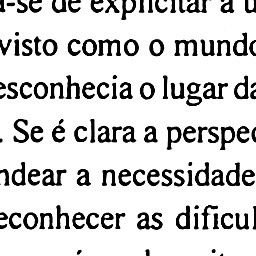 -se de explicitar a
visto como o mundo
esconhecia o lugar da
. Se é clara a perspec
ndear a necessidade
econhecer as dificul